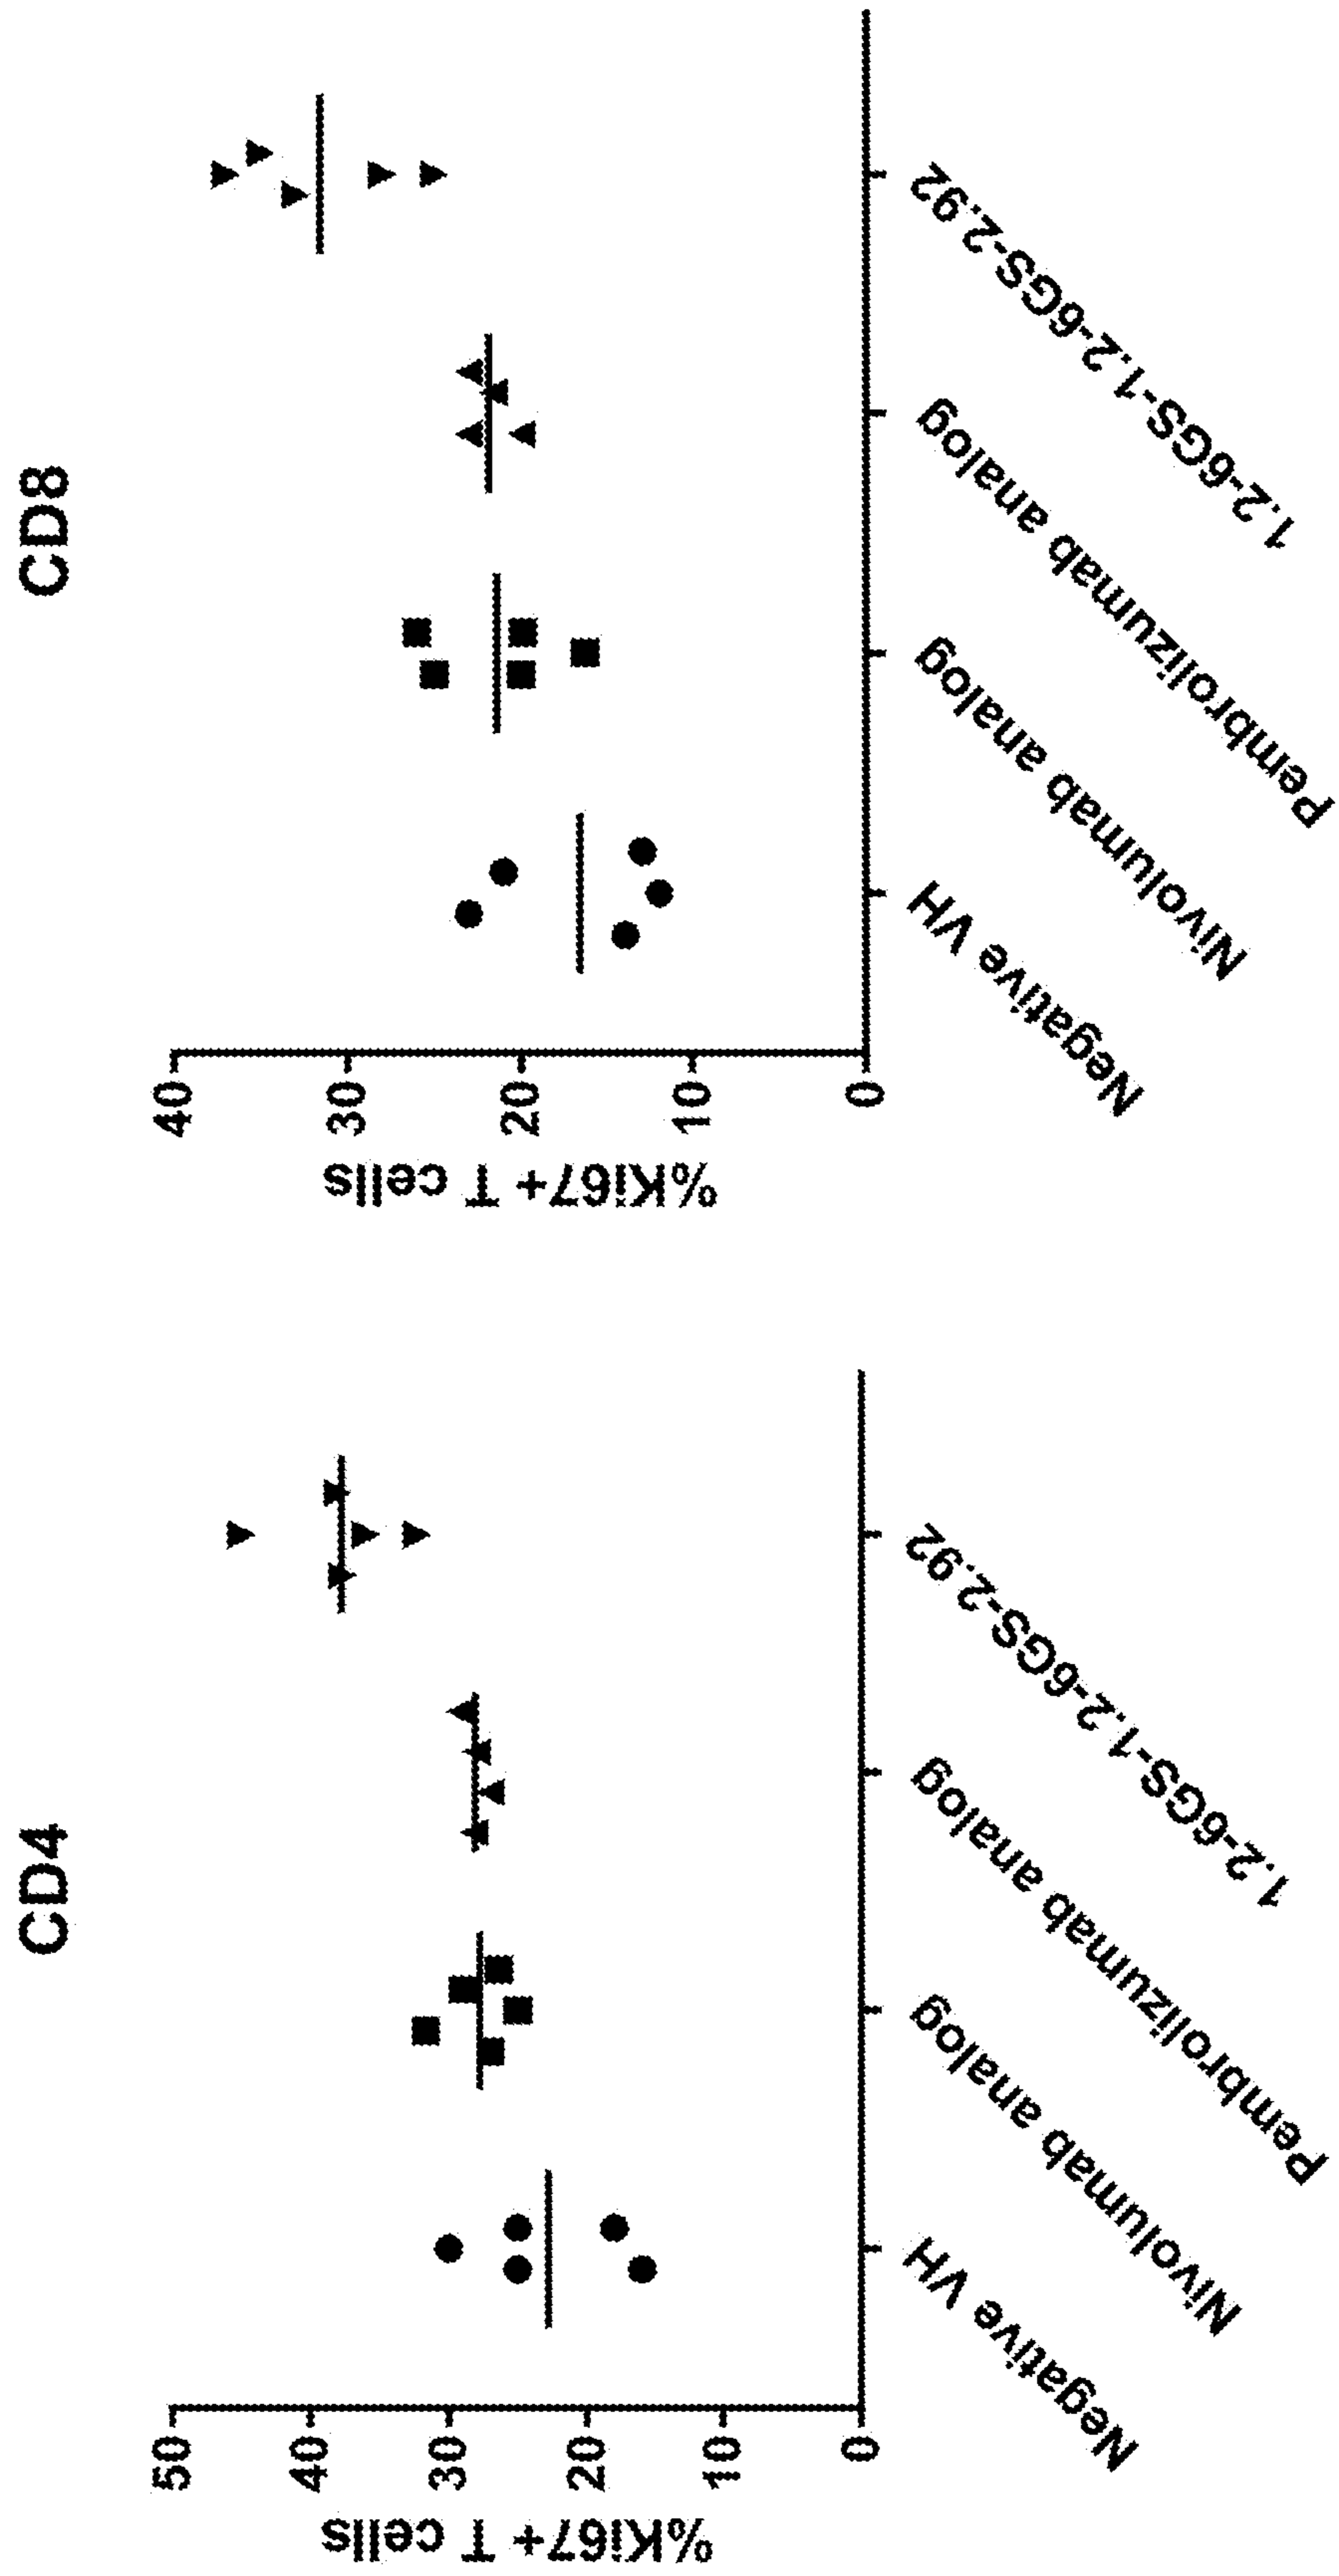 CD4
%Ki67+ T cells
50
40
30
20
10
0
Negative VH
Nivolumab analog
Pembrolizumab analog
1.2-6GS-1.2-6GS-2.92
CD8
%Ki67+ T cells
40
30
20
10
0
Negative VH
Nivolumab analog
Pembrolizumab analog
1.2-6GS-1.2-6GS-2.92